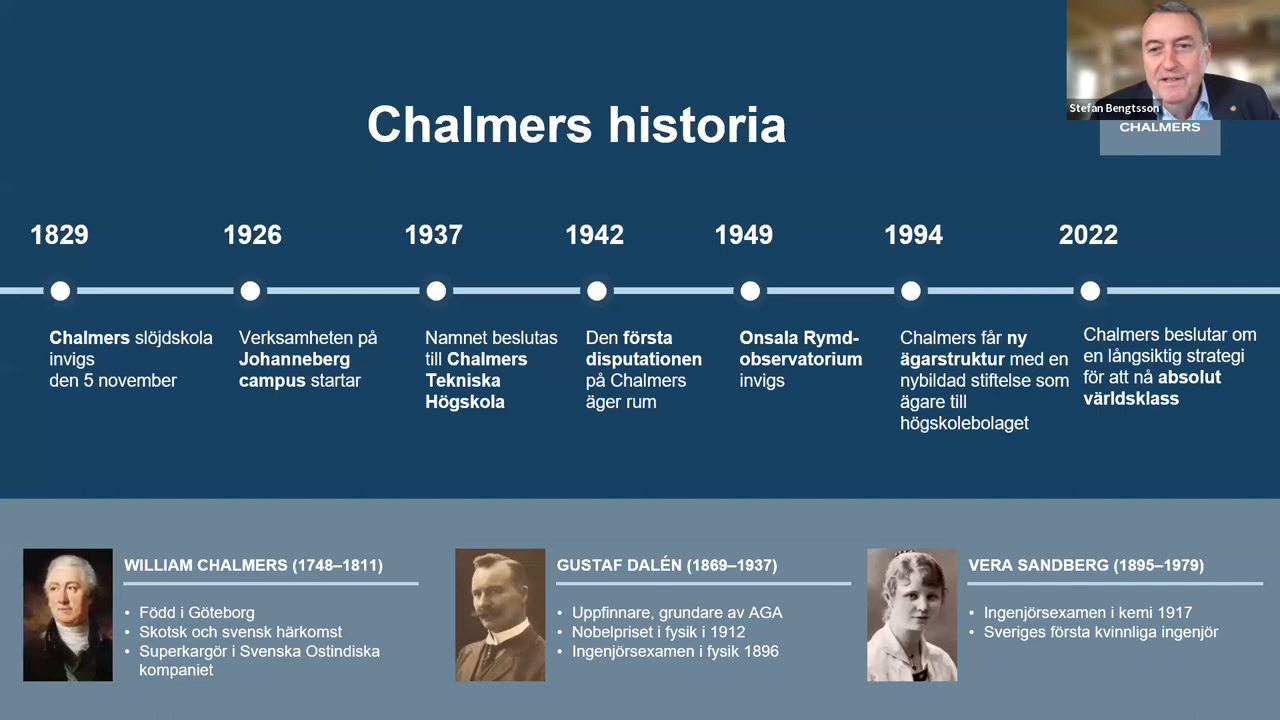 Stefan Bengtsson
CHALMERS
Chalmers historia
1829
1926
1937
1942
1949
1994
2022
Chalmers slöjdskola
invigs
den 5 november
Verksamheten på
Johanneberg
campus startar
Namnet beslutas
till Chalmers
Tekniska
Högskola
Den första
disputationen
på Chalmers
äger rum
Onsala Rymd-
observatorium
invigs
Chalmers får ny
ägarstruktur med en
nybildad stiftelse som
ägare till
högskolebolaget
Chalmers beslutar om
en långsiktig strategi
för att nå absolut
världsklass
WILLIAM CHALMERS (1748–1811)
• Född i Göteborg
• Skotsk och svensk härkomst
• Superkargör i Svenska Ostindiska
kompaniet
GUSTAF DALÉN (1869–1937)
• Uppfinnare, grundare av AGA
• Nobelpriset i fysik i 1912
• Ingenjörsexamen i fysik 1896
VERA SANDBERG (1895–1979)
• Ingenjörsexamen i kemi 1917
• Sveriges första kvinnliga ingenjör